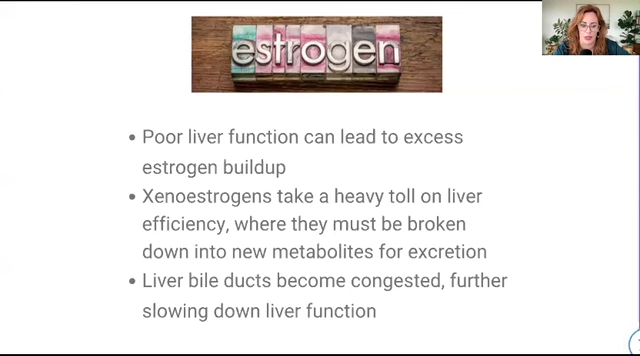 estrogen
• Poor liver function can lead to excess
estrogen buildup
• Xenoestrogens take a heavy toll on liver
efficiency, where they must be broken
down into new metabolites for excretion
• Liver bile ducts become congested, further
slowing down liver function